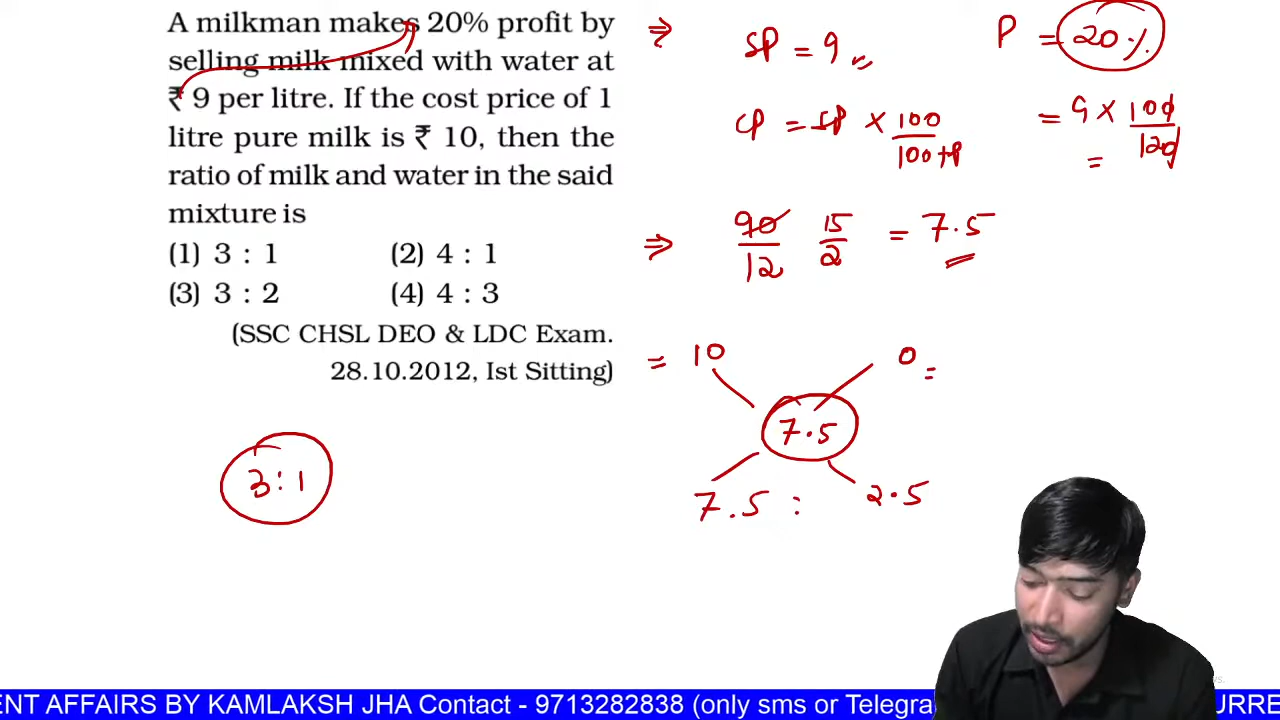 A milkman makes 20% profit by
selling milk mixed with water at
₹ 9 per litre. If the cost price of 1
litre pure milk is ₹ 10, then the
ratio of milk and water in the said
mixture is
(1) 3 : 1 (2) 4 : 1
(3) 3 : 2 (4) 4 : 3
(SSC CHSL DEO & LDC Exam.
28.10.2012, Ist Sitting)
3:1
⇒ SP = 9 P = 20%
CP = SP × 100/100+P = 9 × 100/120
=
⇒ 90/12 15/2 = 7.5
= 10 0 =
7.5
7.5 : 2.5
ENT AFFAIRS BY KAMLAKSH JHA Contact - 9713282838 (only sms or Telegra
URRE